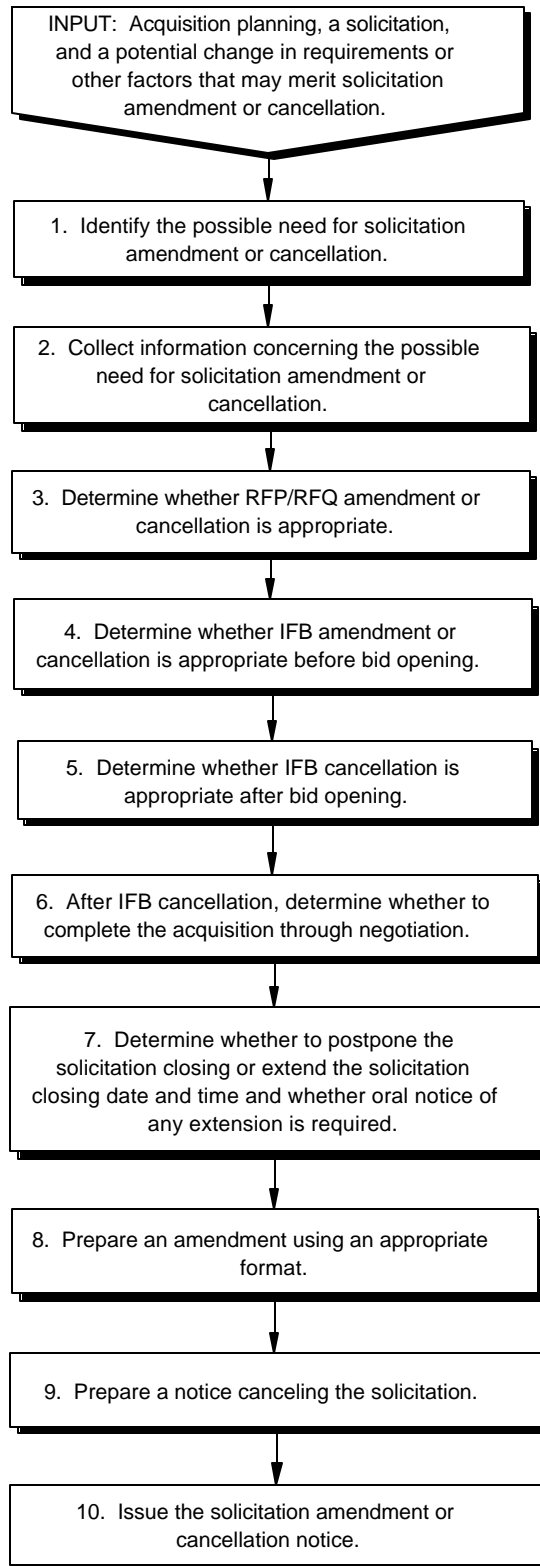 INPUT:  Acquisition planning, a solicitation,
and a potential change in requirements or
other factors that may merit solicitation
amendment or cancellation.
1.  Identify the possible need for solicitation
amendment or cancellation.
2.  Collect information concerning the possible
need for solicitation amendment or
cancellation.
3.  Determine whether RFP/RFQ amendment or
cancellation is appropriate.
4.  Determine whether IFB amendment or
cancellation is appropriate before bid opening.
5.  Determine whether IFB cancellation is
appropriate after bid opening.
6.  After IFB cancellation, determine whether to
complete the acquisition through negotiation.
7.  Determine whether to postpone the
solicitation closing or extend the solicitation
closing date and time and whether oral notice of
any extension is required.
8.  Prepare an amendment using an appropriate
format.
9.  Prepare a notice canceling the solicitation.
10.  Issue the solicitation amendment or
cancellation notice.